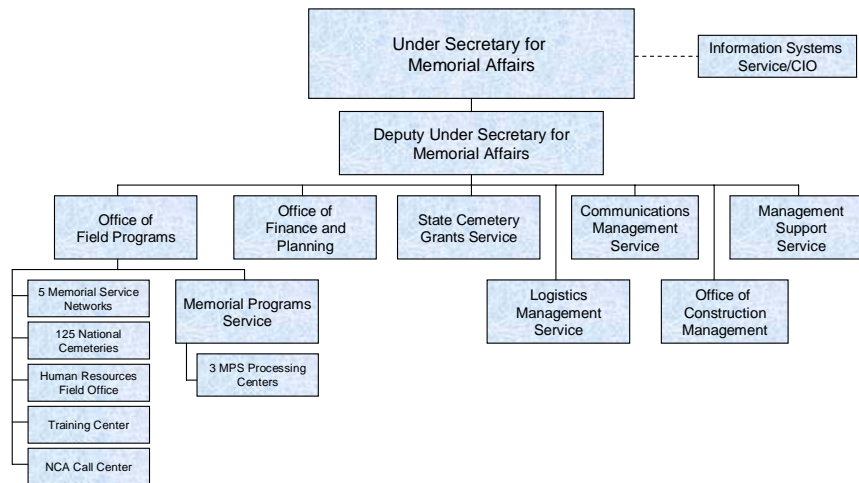 Under Secretary for
Memorial Affairs
Information Systems
Service/CIO
Deputy Under Secretary for
Memorial Affairs
Office of
Field Programs
Office of
Finance and
Planning
State Cemetery
Grants Service
Communications
Management
Service
Management
Support
Service
5 Memorial Service
Networks
Memorial Programs
Service
Logistics
Management
Service
Office of
Construction
Management
125 National
Cemeteries
3 MPS Processing
Centers
Human Resources
Field Office
Training Center
NCA Call Center